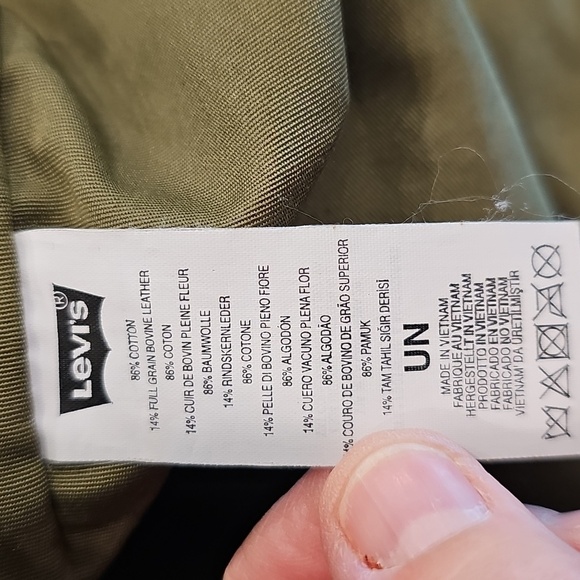 Levi's®
86% COTTON
14% FULL GRAIN BOVINE LEATHER
86% COTON
14% CUIR DE BOVIN PLEINE FLEUR
86% BAUMWOLLE
14% RINDSKERNLEDER
86% COTONE
14% PELLE DI BOVINO PIENO FIORE
86% ALGODÓN
14% CUERO VACUNO PLENA FLOR
86% ALGODÃO
% COURO DE BOVINO DE GRÃO SUPERIOR
86% PAMUK
14% TAM TAHIL SIĞIR DERİSİ
UN
MADE IN VIETNAM
FABRIQUE AU VIETNAM
HERGESTELLT IN VIETNAM
PRODOTTO IN VIETNAM
FABRICADO EN VIETNAM
FABRICADO NO VIETNAM
VIETNAM'DA ÜRETİLMİŞTİR